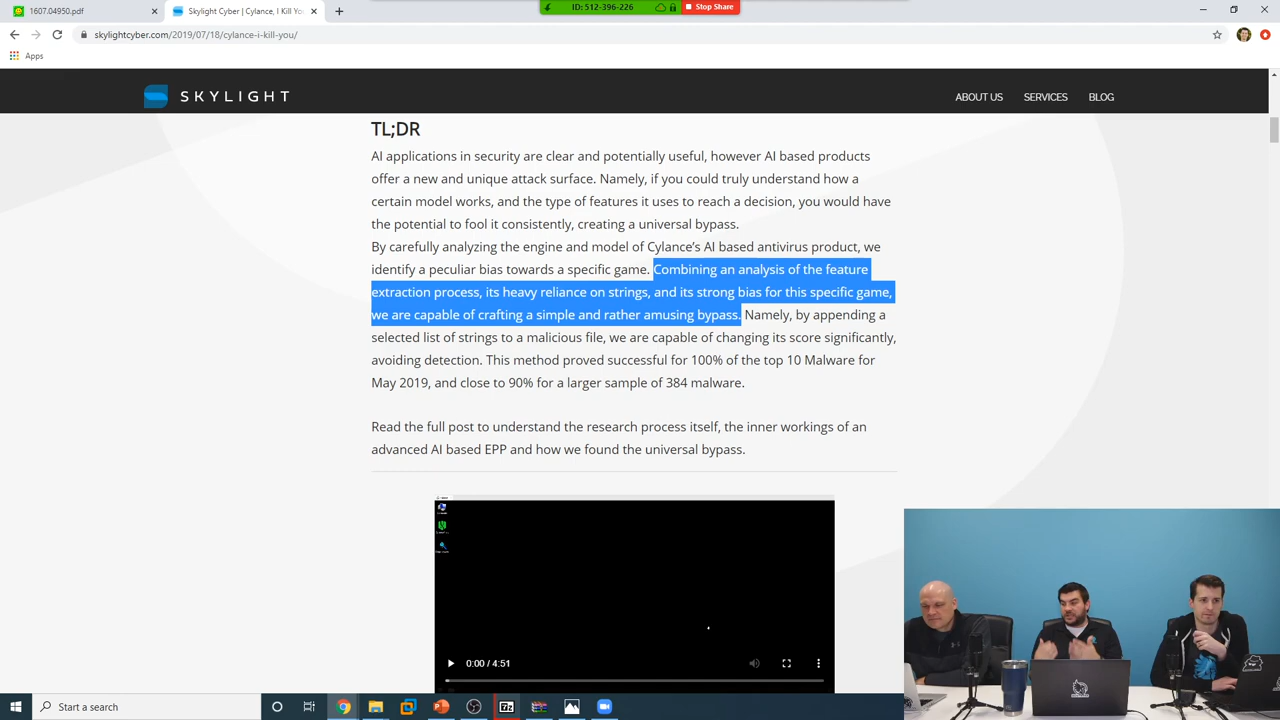 1607.04950.pdf
Skylight Cyber | Cylance, I Kill Yo
ID: 512-396-226
Stop Share
skylightcyber.com/2019/07/18/cylance-i-kill-you/
Apps
SKYLIGHT
ABOUT US
SERVICES
BLOG
TL;DR
AI applications in security are clear and potentially useful, however AI based products
offer a new and unique attack surface. Namely, if you could truly understand how a
certain model works, and the type of features it uses to reach a decision, you would have
the potential to fool it consistently, creating a universal bypass.
By carefully analyzing the engine and model of Cylance's AI based antivirus product, we
identify a peculiar bias towards a specific game. Combining an analysis of the feature
extraction process, its heavy reliance on strings, and its strong bias for this specific game,
we are capable of crafting a simple and rather amusing bypass. Namely, by appending a
selected list of strings to a malicious file, we are capable of changing its score significantly,
avoiding detection. This method proved successful for 100% of the top 10 Malware for
May 2019, and close to 90% for a larger sample of 384 malware.
Read the full post to understand the research process itself, the inner workings of an
advanced AI based EPP and how we found the universal bypass.
0:00 / 4:51
Start a search